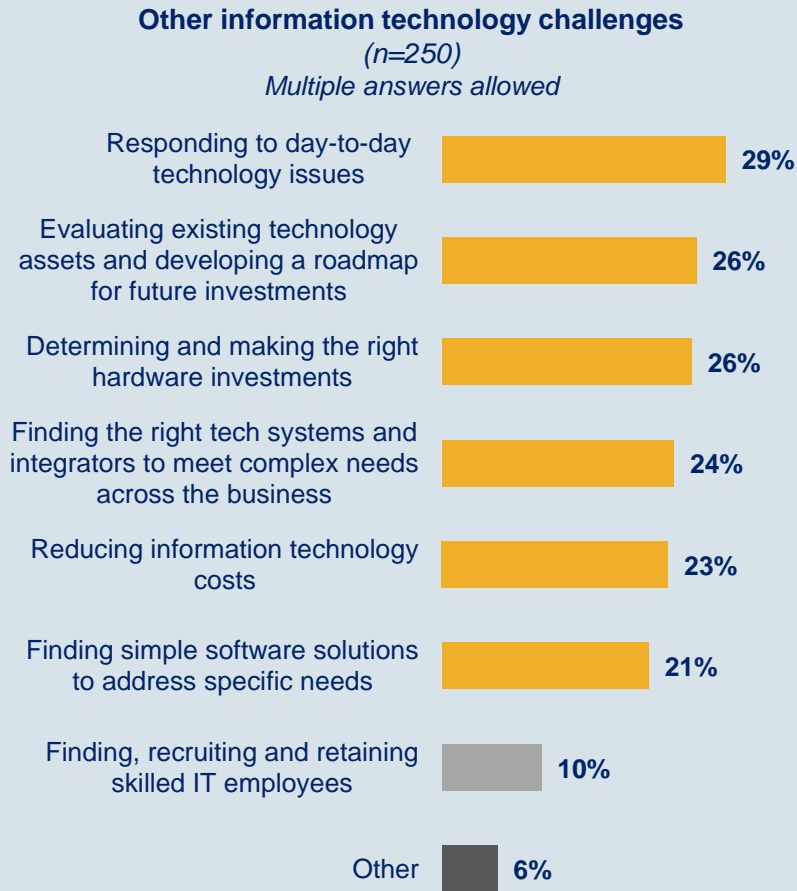 Other information technology challenges
(n=250)
Multiple answers allowed
Responding to day-to-day
technology issues
29%
Evaluating existing technology
assets and developing a roadmap
for future investments
26%
Determining and making the right
hardware investments
26%
Finding the right tech systems and
integrators to meet complex needs
across the business
24%
Reducing information technology
costs
23%
Finding simple software solutions
to address specific needs
21%
Finding, recruiting and retaining
skilled IT employees
10%
Other
6%